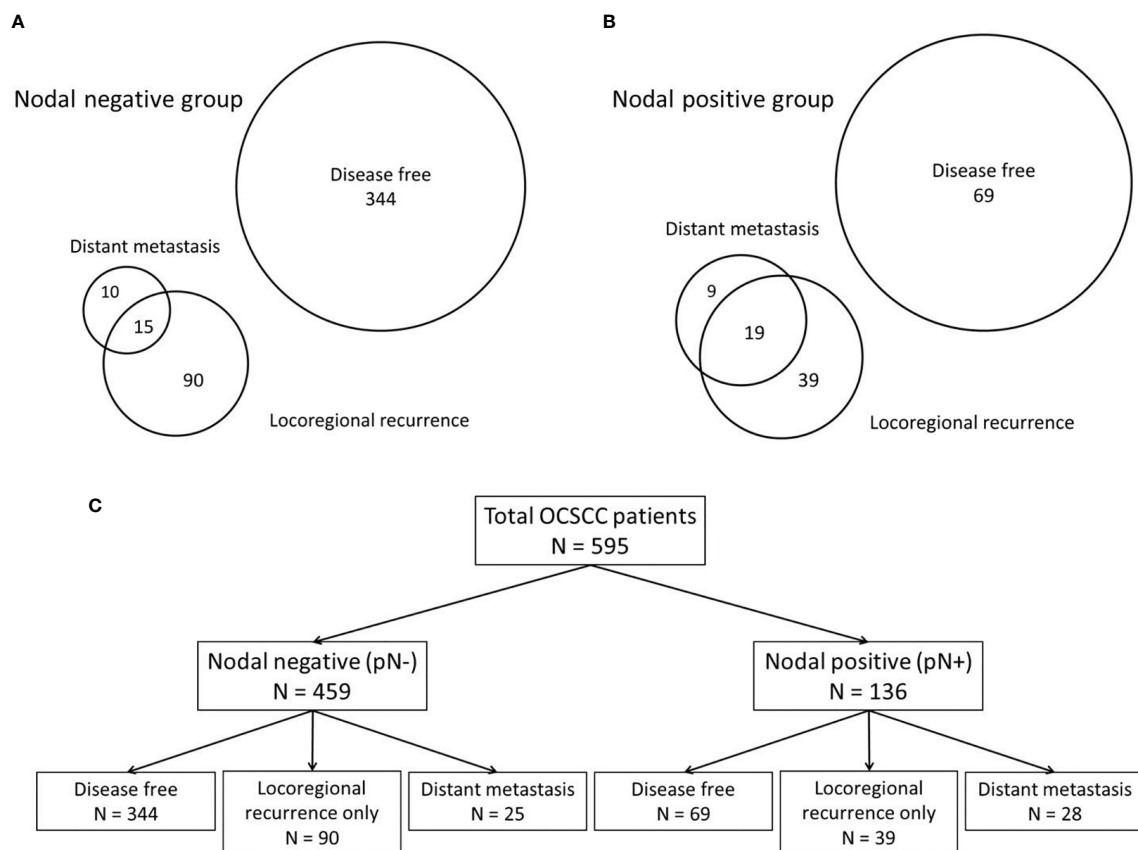 A
Nodal negative group
Disease free
344
Distant metastasis
10
15
90
Locoregional recurrence
B
Nodal positive group
Disease free
69
Distant metastasis
9
19
39
Locoregional recurrence
C
Total OCSCC patients
N = 595
Nodal negative (pN-)
N = 459
Nodal positive (pN+)
N = 136
Disease free
N = 344
Locoregional
recurrence only
N = 90
Distant metastasis
N = 25
Disease free
N = 69
Locoregional
recurrence only
N = 39
Distant metastasis
N = 28